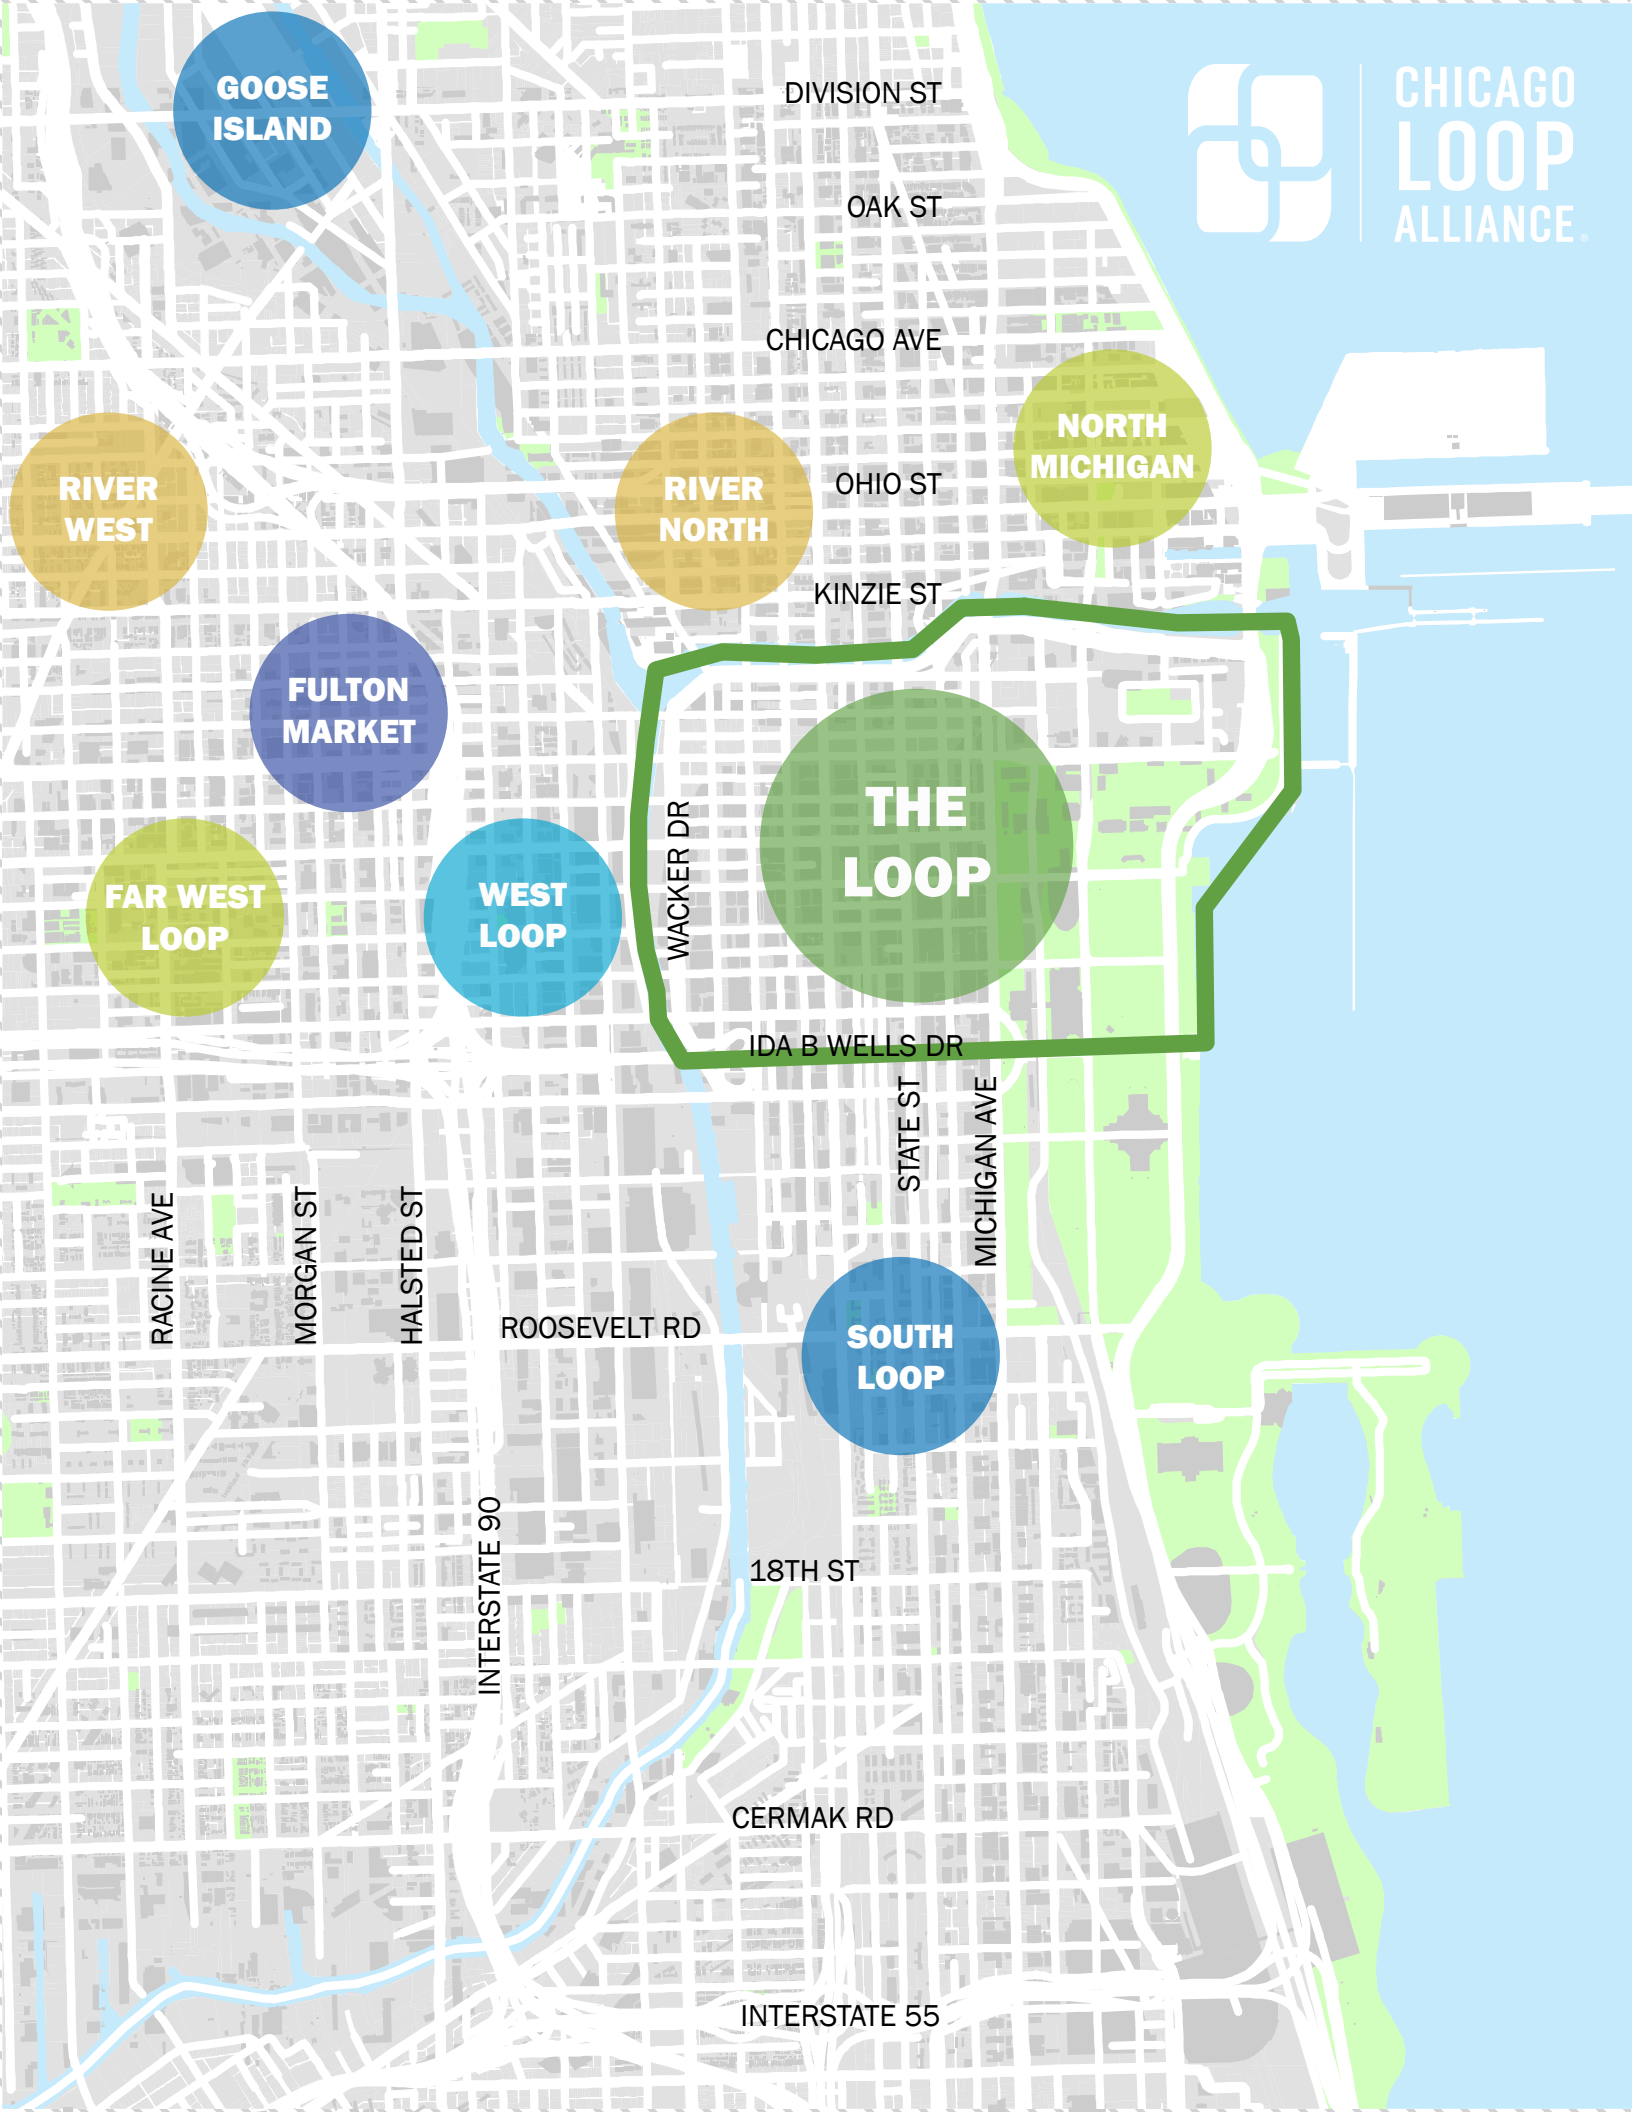 GOOSE
ISLAND
DIVISION ST
CHICAGO
LOOP
ALLIANCE®
OAK ST
CHICAGO AVE
NORTH
MICHIGAN
RIVER
WEST
RIVER
NORTH
OHIO ST
KINZIE ST
FULTON
MARKET
THE
LOOP
WACKER DR
FAR WEST
LOOP
WEST
LOOP
IDA B WELLS DR
STATE ST
MICHIGAN AVE
RACINE AVE
MORGAN ST
HALSTED ST
ROOSEVELT RD
SOUTH
LOOP
INTERSTATE 90
18TH ST
CERMAK RD
INTERSTATE 55